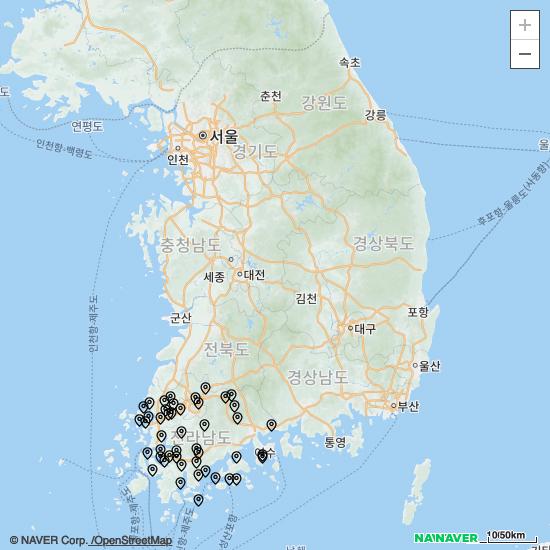 +
−
속초
춘천
강원도
도
강릉
연평도
서울
울
인천
경기도
인천항-백령도
후포항-울릉도(사동항)
경상북도
충청남도
세종
대전
김천
인천항-제주도
포항
군산
대구
전북도
울산
경상남도
부산
전라남도
통영
여수
© NAVER Corp. /OpenStreetMap
NAVER
10/50km